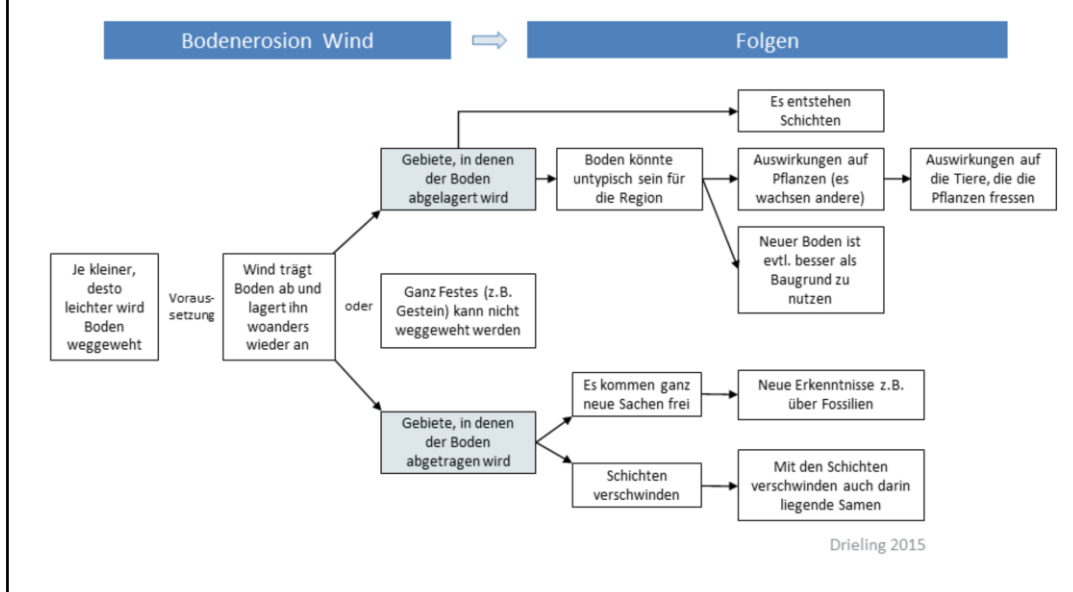 Bodenerosion Wind
Folgen
Es entstehen
Schichten
Gebiete, in denen
der Boden
abgelagert wird
Boden könnte
untypisch sein für
die Region
Auswirkungen auf
Pflanzen (es
wachsen andere)
Auswirkungen auf
die Tiere, die die
Pflanzen fressen
Neuer Boden ist
evtl. besser als
Baugrund zu
nutzen
Je kleiner,
desto
leichter wird
Boden
weggeweht
Voraus-
setzung
Wind trägt
Boden ab und
lagert ihn
woanders
wieder an
oder
Ganz Festes (z.B.
Gestein) kann nicht
weggeweht werden
Es kommen ganz
neue Sachen frei
Neue Erkenntnisse z.B.
über Fossilien
Gebiete, in denen
der Boden
abgetragen wird
Schichten
verschwinden
Mit den Schichten
verschwinden auch darin
liegende Samen
Drieling 2015